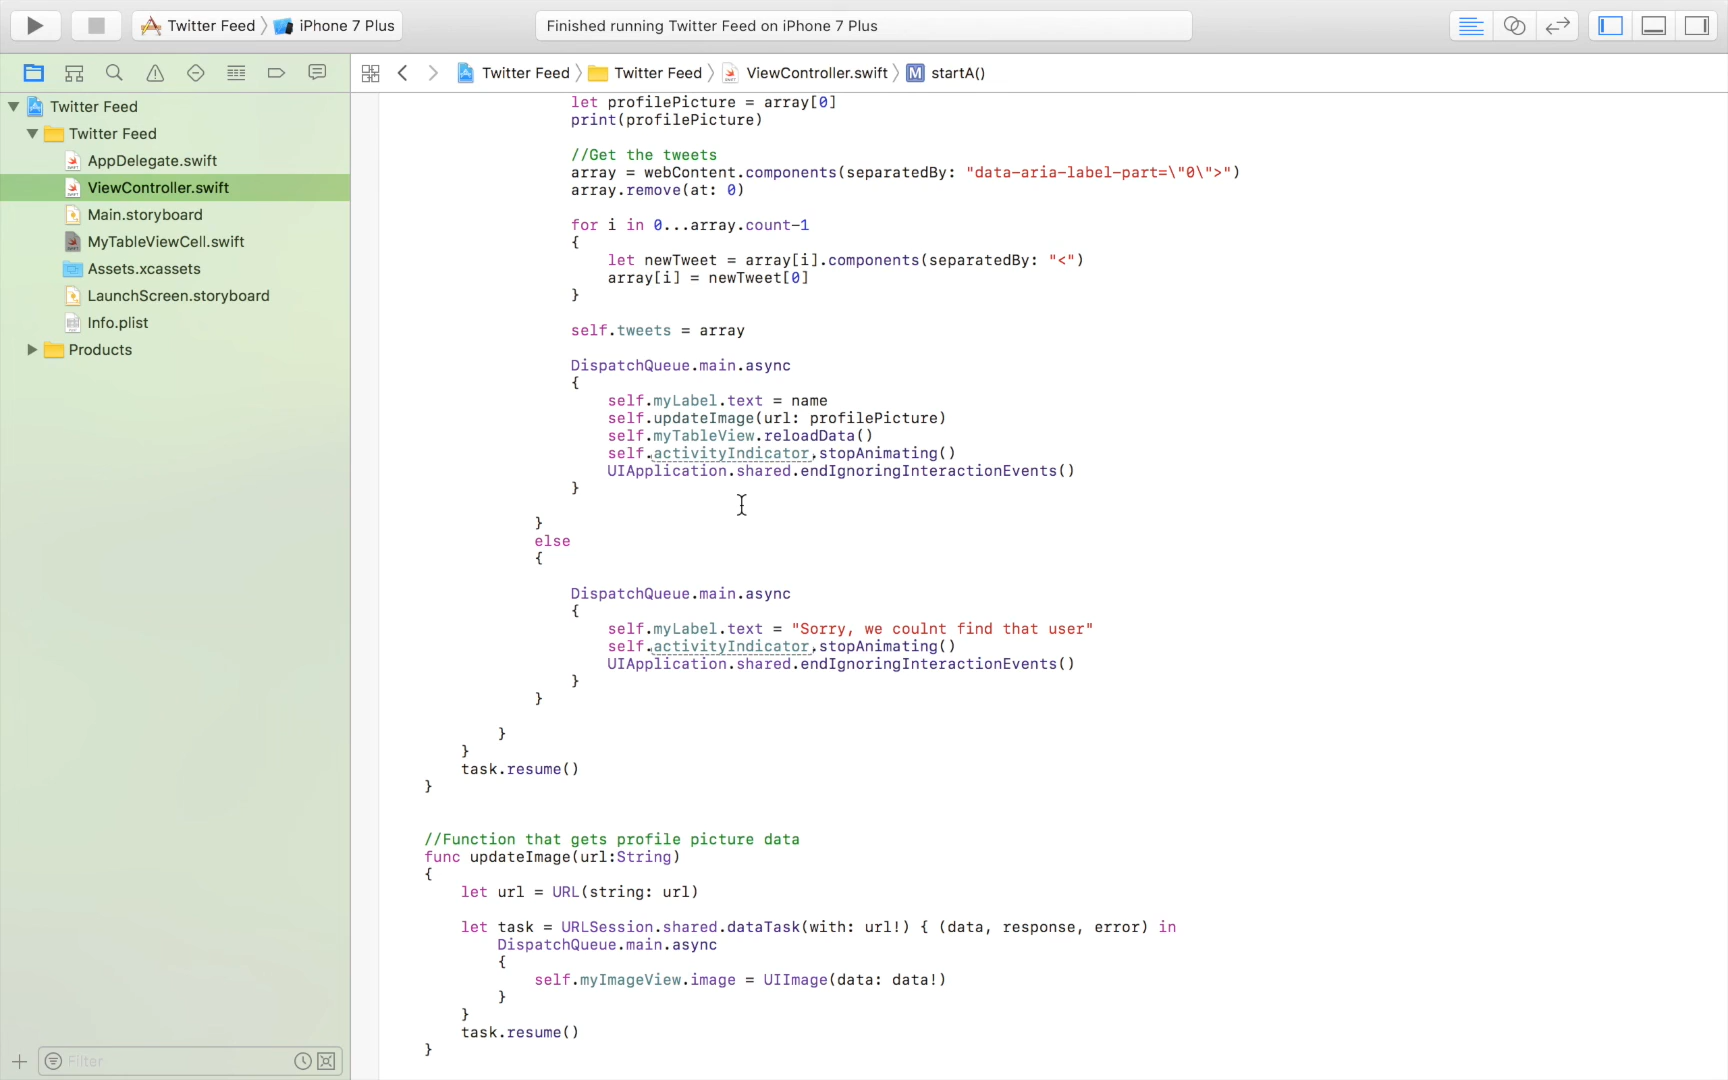 Twitter Feed
iPhone 7 Plus
Finished running Twitter Feed on iPhone 7 Plus
Twitter Feed
Twitter Feed
ViewController.swift
M startA()
Twitter Feed
Twitter Feed
AppDelegate.swift
ViewController.swift
Main.storyboard
MyTableViewCell.swift
Assets.xcassets
LaunchScreen.storyboard
Info.plist
Products
Filter
let profilePicture = array[0]
print(profilePicture)
//Get the tweets
array = webContent.components(separatedBy: "data-aria-label-part=\"0\">")
array.remove(at: 0)
for i in 0...array.count-1
{
let newTweet = array[i].components(separatedBy: "<")
array[i] = newTweet[0]
}
self.tweets = array
DispatchQueue.main.async
{
self.myLabel.text = name
self.updateImage(url: profilePicture)
self.myTableView.reloadData()
self.activityIndicator.stopAnimating()
UIApplication.shared.endIgnoringInteractionEvents()
}
}
else
{
DispatchQueue.main.async
{
self.myLabel.text = "Sorry, we coulnt find that user"
self.activityIndicator.stopAnimating()
UIApplication.shared.endIgnoringInteractionEvents()
}
}
}
}
task.resume()
}
//Function that gets profile picture data
func updateImage(url:String)
{
let url = URL(string: url)
let task = URLSession.shared.dataTask(with: url!) { (data, response, error) in
DispatchQueue.main.async
{
self.myImageView.image = UIImage(data: data!)
}
}
task.resume()
}